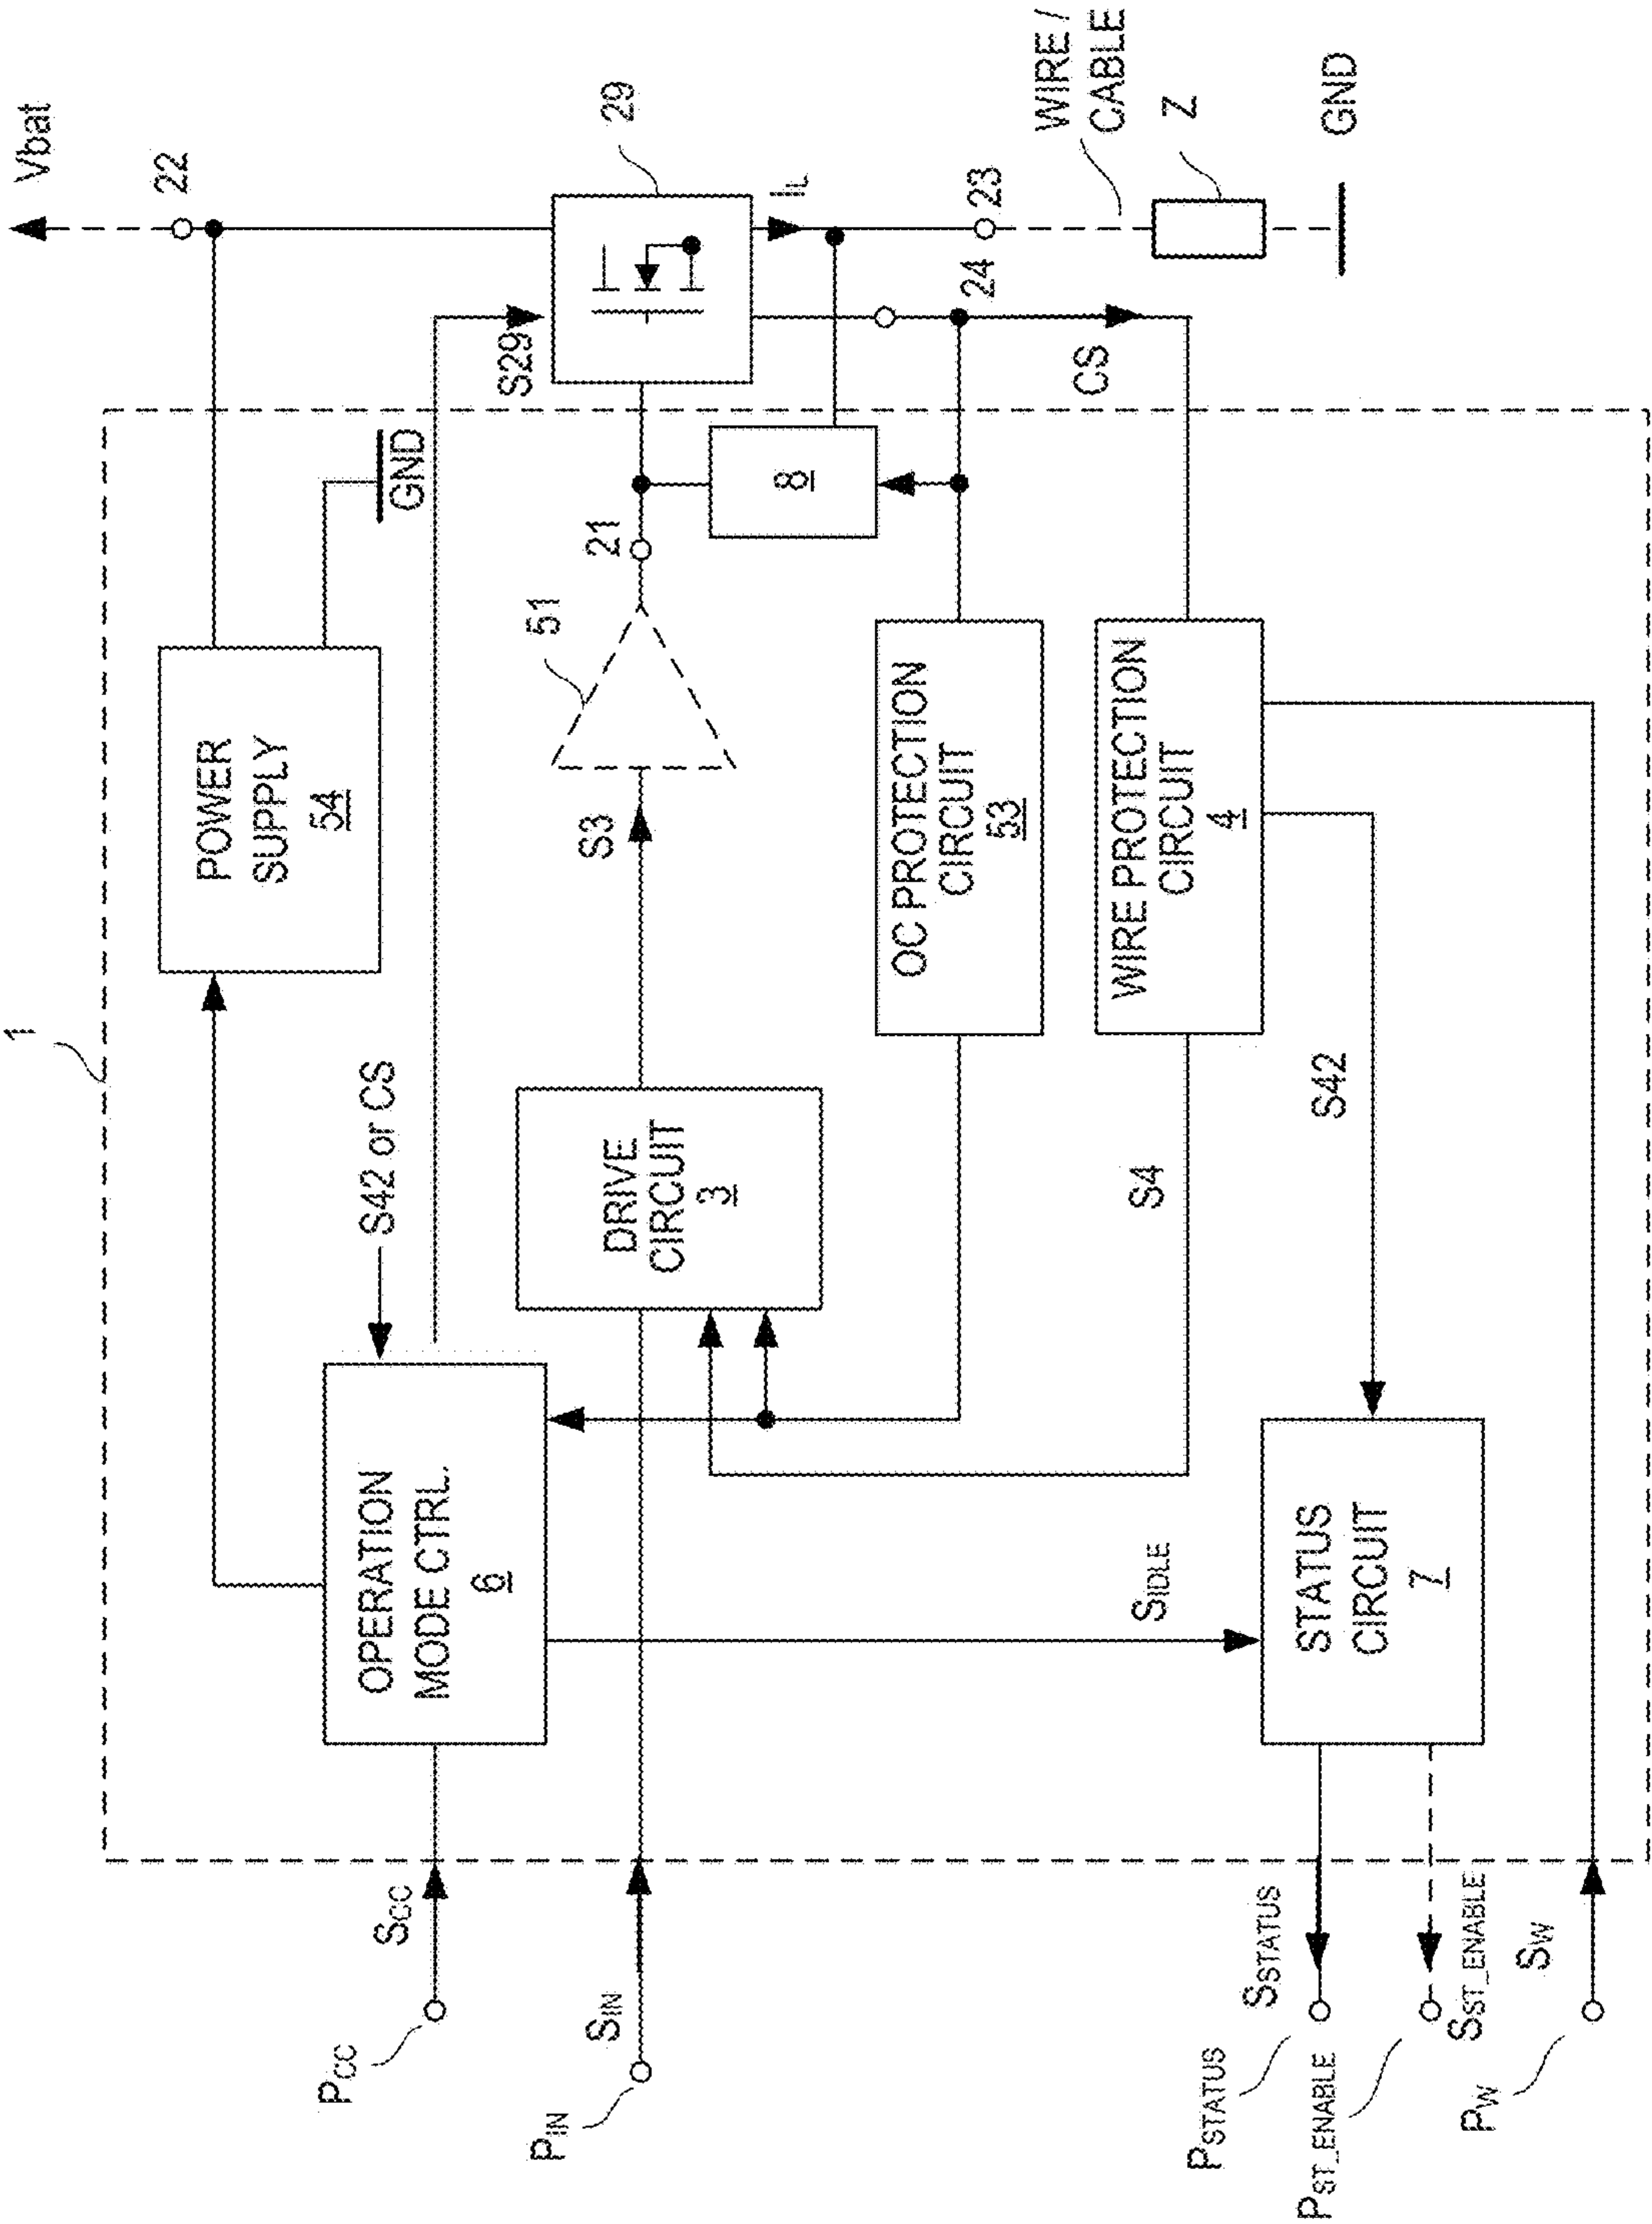 1
Vbat
22
POWER
SUPPLY
54
GND
S42 or CS
S29
29
OPERATION
MODE CTRL.
6
SCC
PCC
DRIVE
CIRCUIT
3
S3
51
21
8
IL
SIN
PIN
23
24
CS
WIRE /
CABLE
Z
GND
OC PROTECTION
CIRCUIT
53
WIRE PROTECTION
CIRCUIT
4
S4
S42
SIDLE
STATUS
CIRCUIT
7
SSTATUS
PSTATUS
SST_ENABLE
PST_ENABLE
SW
PW